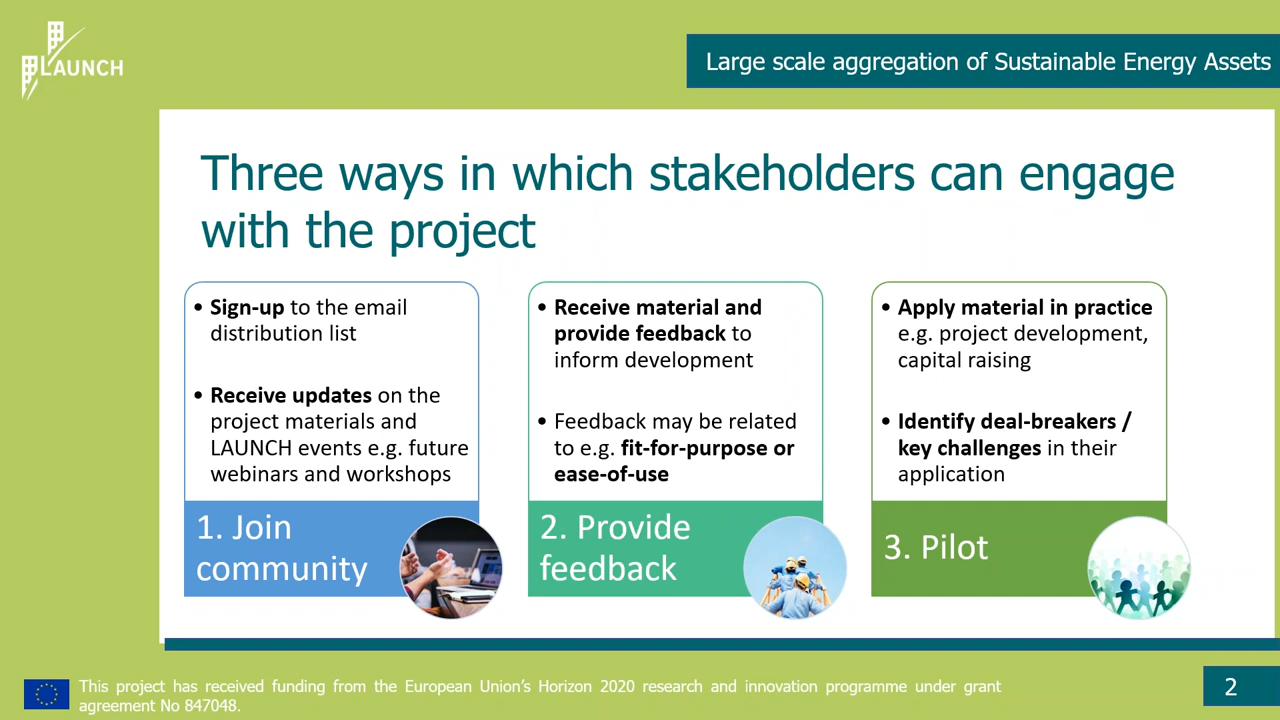 LAUNCH
Large scale aggregation of Sustainable Energy Assets
Three ways in which stakeholders can engage
with the project
• Sign-up to the email
distribution list
• Receive updates on the
project materials and
LAUNCH events e.g. future
webinars and workshops
1. Join
community
• Receive material and
provide feedback to
inform development
• Feedback may be related
to e.g. fit-for-purpose or
ease-of-use
2. Provide
feedback
• Apply material in practice
e.g. project development,
capital raising
• Identify deal-breakers /
key challenges in their
application
3. Pilot
This project has received funding from the European Union’s Horizon 2020 research and innovation programme under grant
agreement No 847048.
2